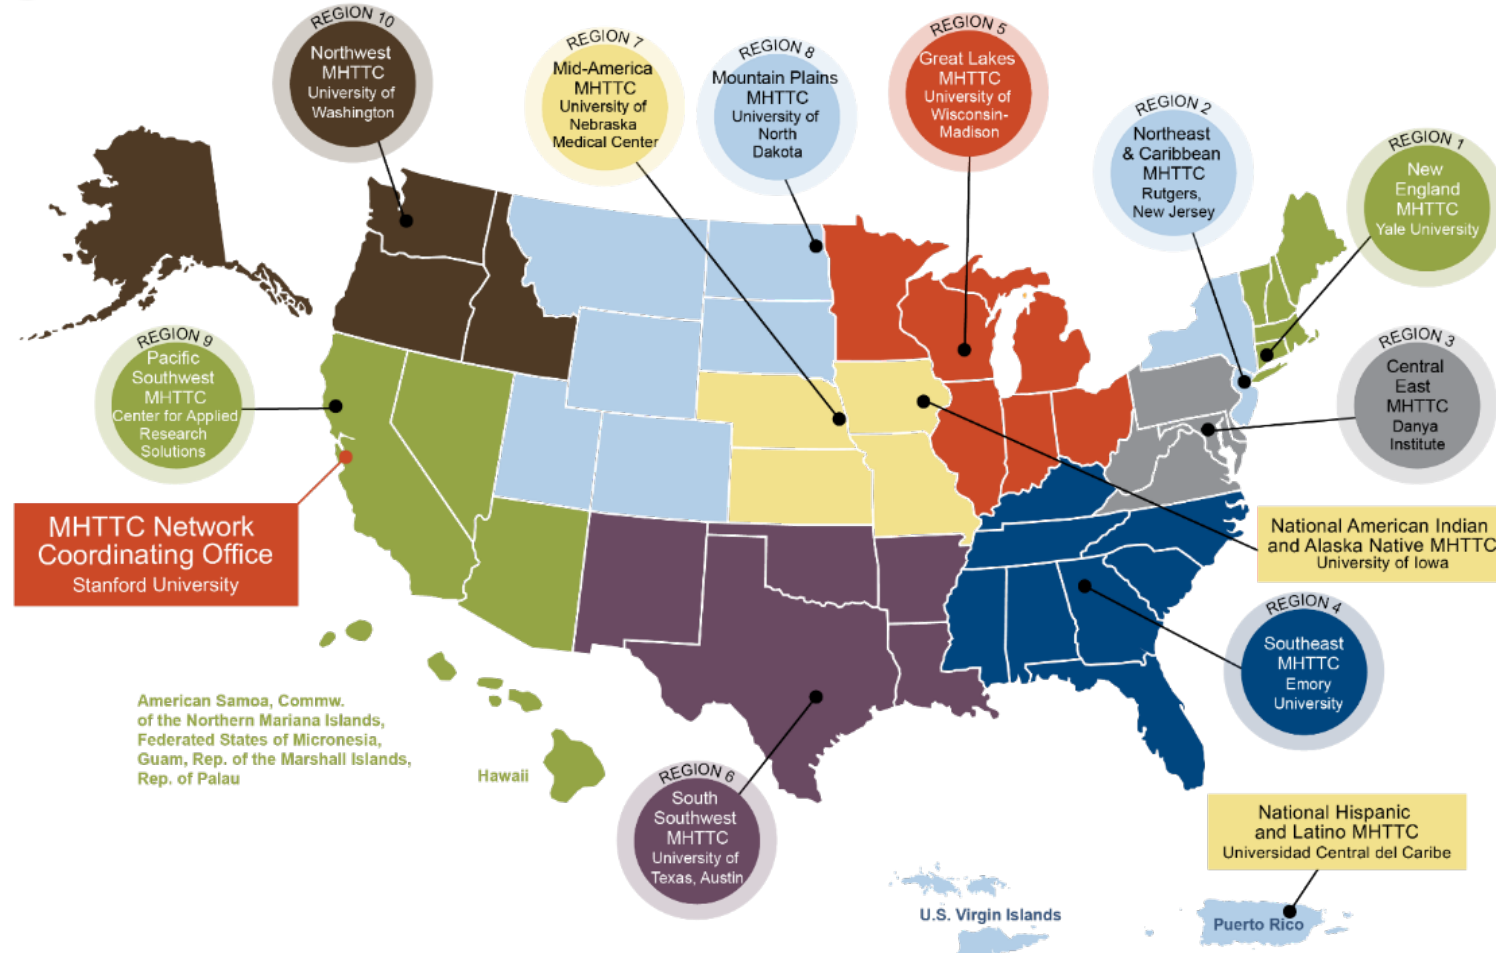 REGION 10
Northwest
MHTTC
University of
Washington
REGION 7
Mid-America
MHTTC
University of
Nebraska
Medical Center
REGION 8
Mountain Plains
MHTTC
University of
North
Dakota
REGION 5
Great Lakes
MHTTC
University of
Wisconsin-
Madison
REGION 2
Northeast
& Caribbean
MHTTC
Rutgers,
New Jersey
REGION 1
New
England
MHTTC
Yale University
REGION 9
Pacific
Southwest
MHTTC
Center for Applied
Research
Solutions
REGION 3
Central
East
MHTTC
Danya
Institute
MHTTC Network
Coordinating Office
Stanford University
National American Indian
and Alaska Native MHTTC
University of Iowa
REGION 4
Southeast
MHTTC
Emory
University
American Samoa, Commw.
of the Northern Mariana Islands,
Federated States of Micronesia,
Guam, Rep. of the Marshall Islands,
Rep. of Palau
Hawaii
REGION 6
South
Southwest
MHTTC
University of
Texas, Austin
National Hispanic
and Latino MHTTC
Universidad Central del Caribe
U.S. Virgin Islands
Puerto Rico